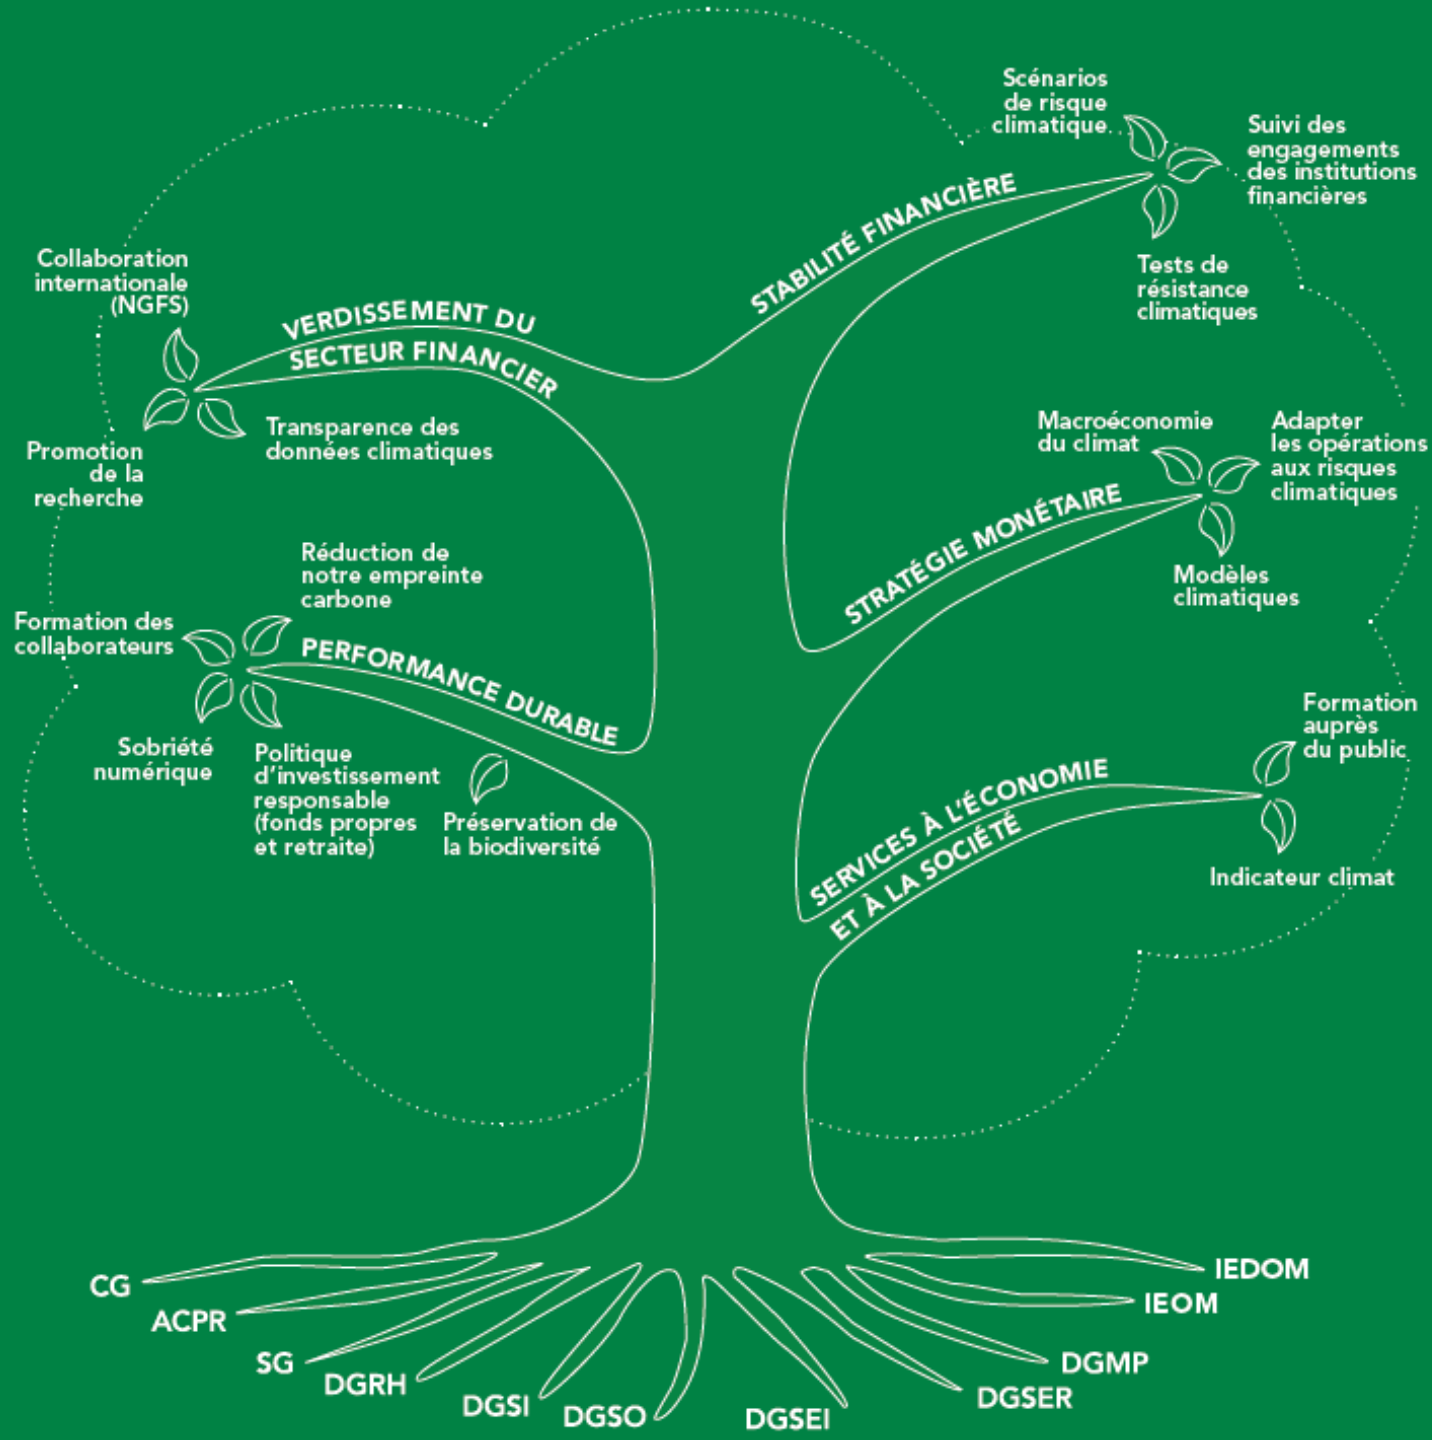 Scénarios
de risque
climatique
Suivi des
engagements
des institutions
financières
Tests de
résistance
climatiques
STABILITÉ FINANCIÈRE
Collaboration
internationale
(NGFS)
VERDISSEMENT DU
SECTEUR FINANCIER
Transparence des
données climatiques
Promotion
de la
recherche
Macroéconomie
du climat
Adapter
les opérations
aux risques
climatiques
STRATÉGIE MONÉTAIRE
Modèles
climatiques
Réduction de
notre empreinte
carbone
Formation des
collaborateurs
PERFORMANCE DURABLE
Sobriété
numérique
Politique
d'investissement
responsable
(fonds propres
et retraite)
Préservation de
la biodiversité
Formation
auprès
du public
SERVICES À L'ÉCONOMIE
ET À LA SOCIÉTÉ
Indicateur climat
CG
ACPR
SG
DGRH
DGSI
DGSO
DGSEI
DGSER
DGMP
IEOM
IEDOM